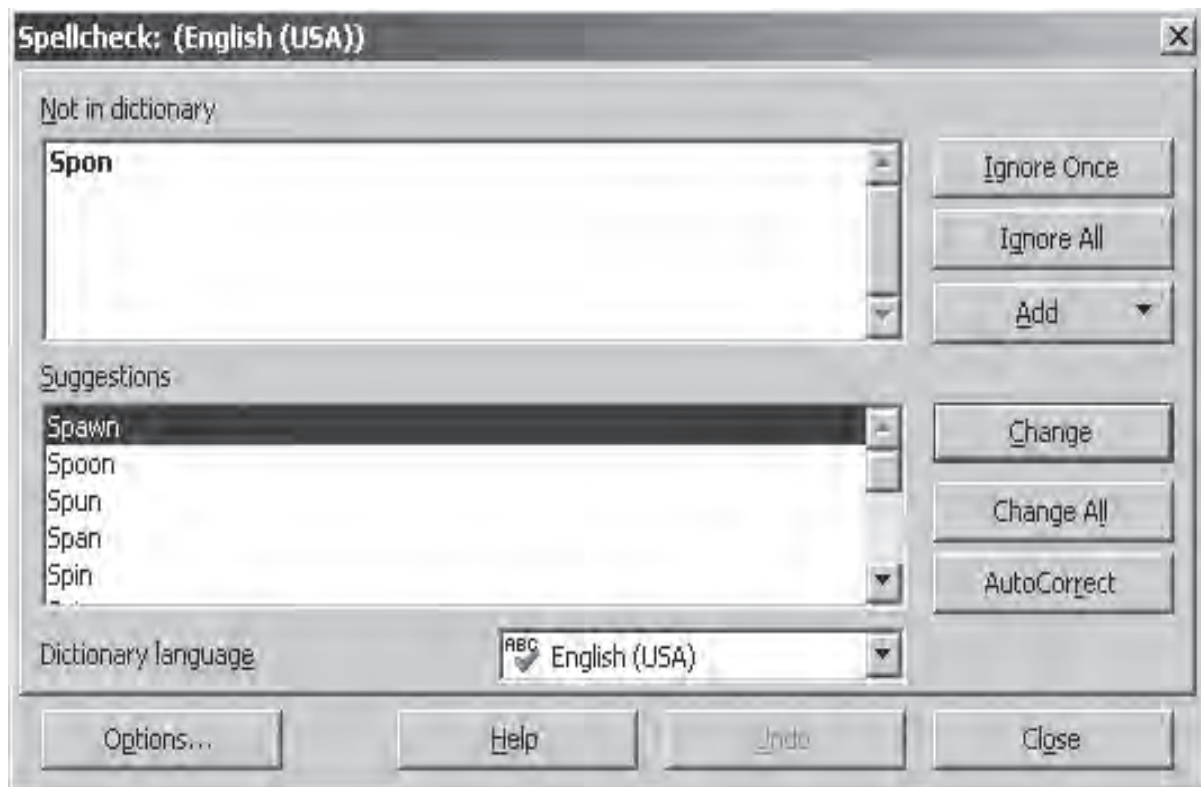 Spellcheck: (English (USA))
Not in dictionary
Spon
Ignore Once
Ignore All
Add
Suggestions
Spawn
Spoon
Spun
Span
Spin
Change
Change All
AutoCorrect
Dictionary language
ABC English (USA)
Options...
Help
Undo
Close